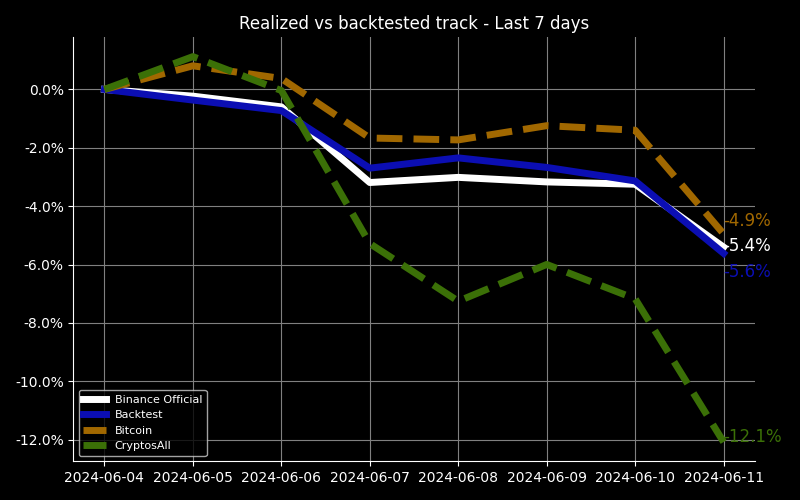 Realized vs backtested track - Last 7 days
0.0%
-2.0%
-4.0%
-6.0%
-8.0%
-10.0%
-12.0%
-4.9%
-5.4%
-5.6%
-12.1%
Binance Official
Backtest
Bitcoin
CryptosAll
2024-06-04 2024-06-05 2024-06-06 2024-06-07 2024-06-08 2024-06-09 2024-06-10 2024-06-11